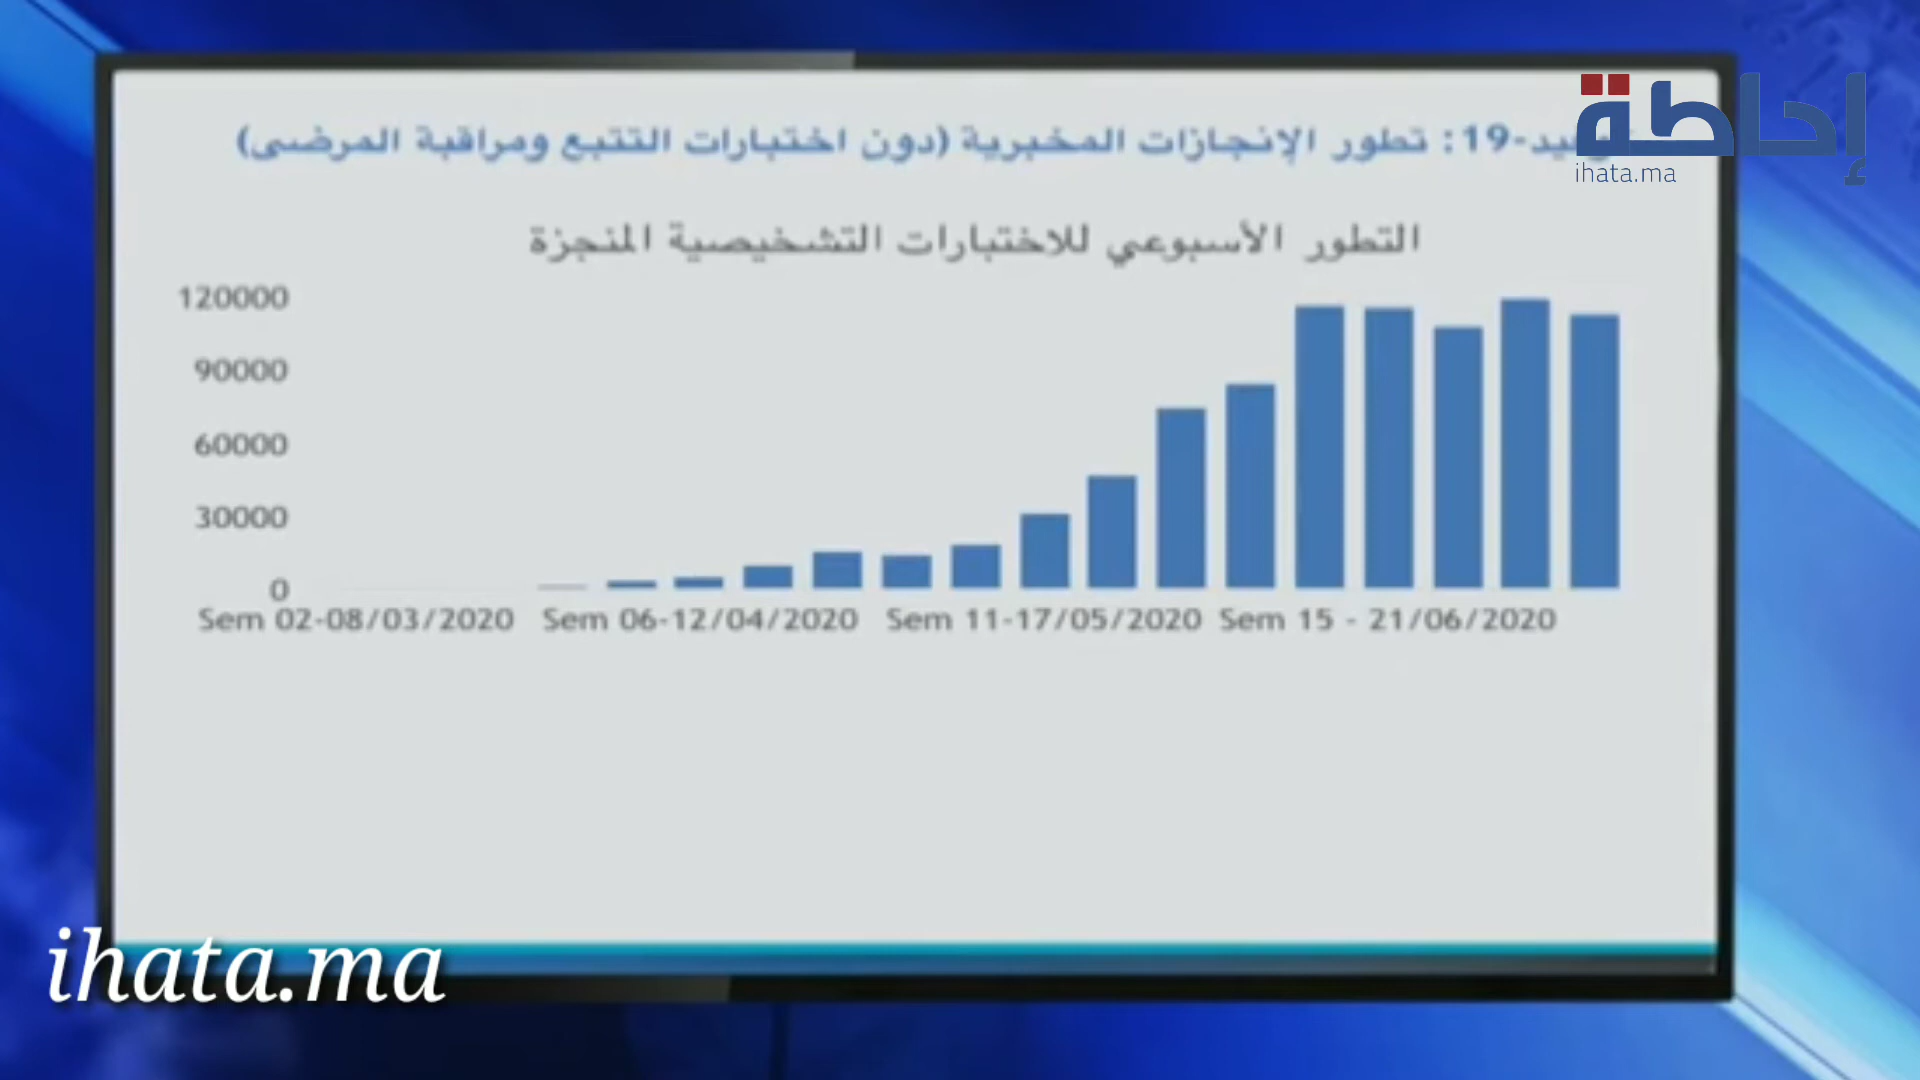 إحاطة
ihata.ma
19: تطور الإنجازات المخبرية (دون اختبارات التتبع ومراقبة المرضى)
التطور الأسبوعي للاختبارات التشخيصية المنجزة
120000
90000
60000
30000
0
Sem 02-08/03/2020 Sem 06-12/04/2020 Sem 11-17/05/2020 Sem 15 - 21/06/2020
ihata.ma